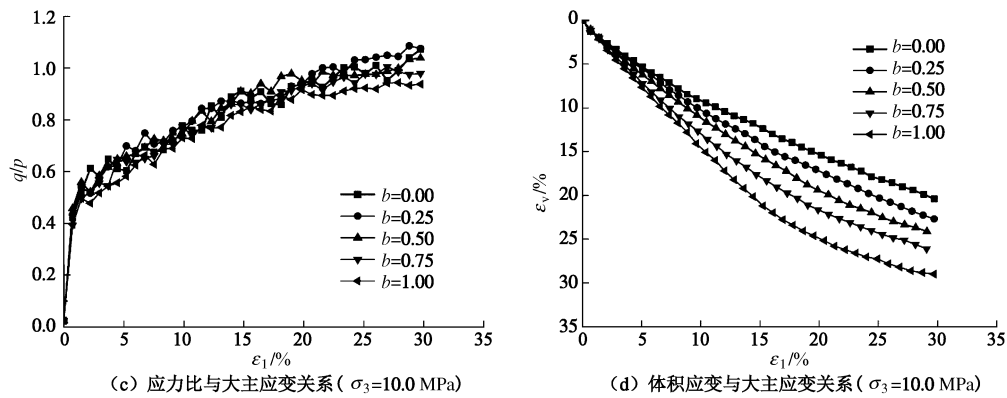 1.2
1.0
0.8
0.6
0.4
0.2
0.0
q/p
0 5 10 15 20 25 30 35
ε₁/%
b=0.00
b=0.25
b=0.50
b=0.75
b=1.00
(c) 应力比与大主应变关系( σ₃=10.0 MPa)
0
5
10
15
20
25
30
35
εᵥ/%
0 5 10 15 20 25 30 35
ε₁/%
b=0.00
b=0.25
b=0.50
b=0.75
b=1.00
(d) 体积应变与大主应变关系( σ₃=10.0 MPa)